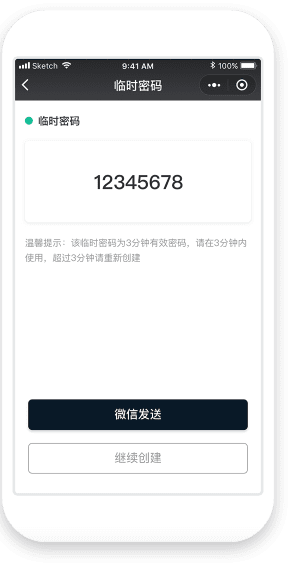 Sketch 9:41 AM 100%
临时密码
临时密码
12345678
温馨提示：该临时密码为3分钟有效密码，请在3分钟内
使用，超过3分钟请重新创建
微信发送
继续创建